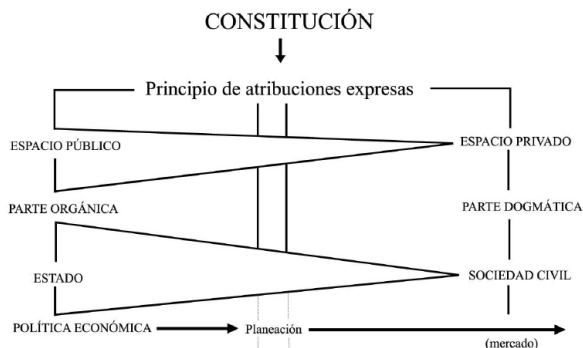 CONSTITUCIÓN
Principio de atribuciones expresas
ESPACIO PÚBLICO
ESPACIO PRIVADO
PARTE ORGÁNICA
PARTE DOGMÁTICA
ESTADO
SOCIEDAD CIVIL
POLÍTICA ECONÓMICA
Planeación
(mercado)